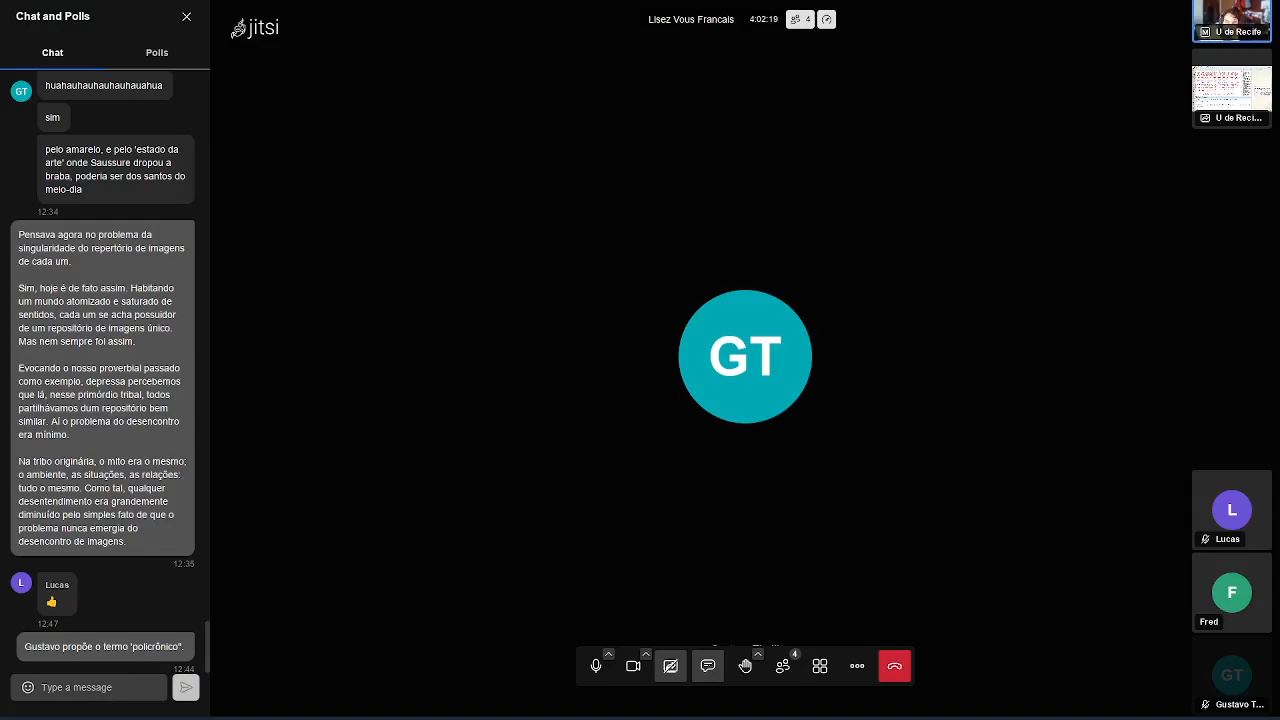 Chat and Polls
Chat
Polls
GT
huahauhauhauhauhauahua
sm
pelo amarelo, e pelo 'estado da
arte' onde Saussure dropou a
braba, poderia ser dos santos do
meio-dia
12:34
Pensava agora no problema da
singularidade do repertório de imagens
de cada um.
Sim, hoje é de fato assim. Habitando
um mundo atomizado e saturado de
sentidos, cada um se acha possuidor
de um repositório de imagens único.
Mas nem sempre foi assim.
Caso o tal nosso proverbial passado
como exemplo, depressa percebemos
que lá, nesse primórdio tribal, todos
partilhávamos dum repositório bem
similar. Aí o problema do desencontro
era mínimo.
Na tribo originária, o mito era o mesmo;
o ambiente, as situações, as relações:
tudo o mesmo. Como tal, qualquer
desentendimento era grandemente
diminuído pelo simples fato de que o
problema nunca emergia do
desencontro de imagens.
12:35
L
Lucas
👍
12:47
Gustavo propõe o termo 'policrônico".
12:44
Type a message
jitsi
Lisez Vous Francais
4:02:19
4
GT
4
M
U de Recife
U de Reci...
L
Lucas
F
Fred
GT
Gustavo T...